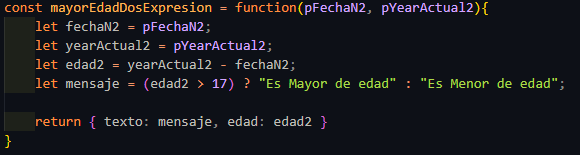 const mayorEdadDosExpresion = function(pFechaN2, pYearActual2){
let fechaN2 = pFechaN2;
let yearActual2 = pYearActual2;
let edad2 = yearActual2 - fechaN2;
let mensaje = (edad2 > 17) ? "Es Mayor de edad" : "Es Menor de edad";
return { texto: mensaje, edad: edad2 }
}